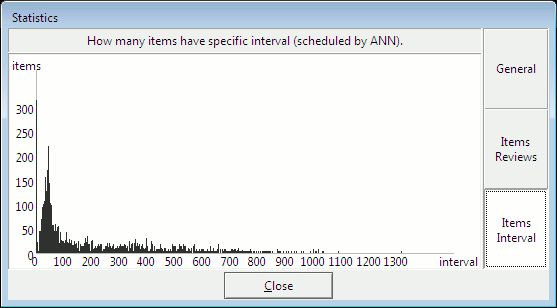 Statistics
How many items have specific interval (scheduled by ANN).
items
300
250
200
150
100
50
0
0 100 200 300 400 500 600 700 800 900 1000 1100 1200 1300 interval
General
Items
Reviews
Items
Interval
Close